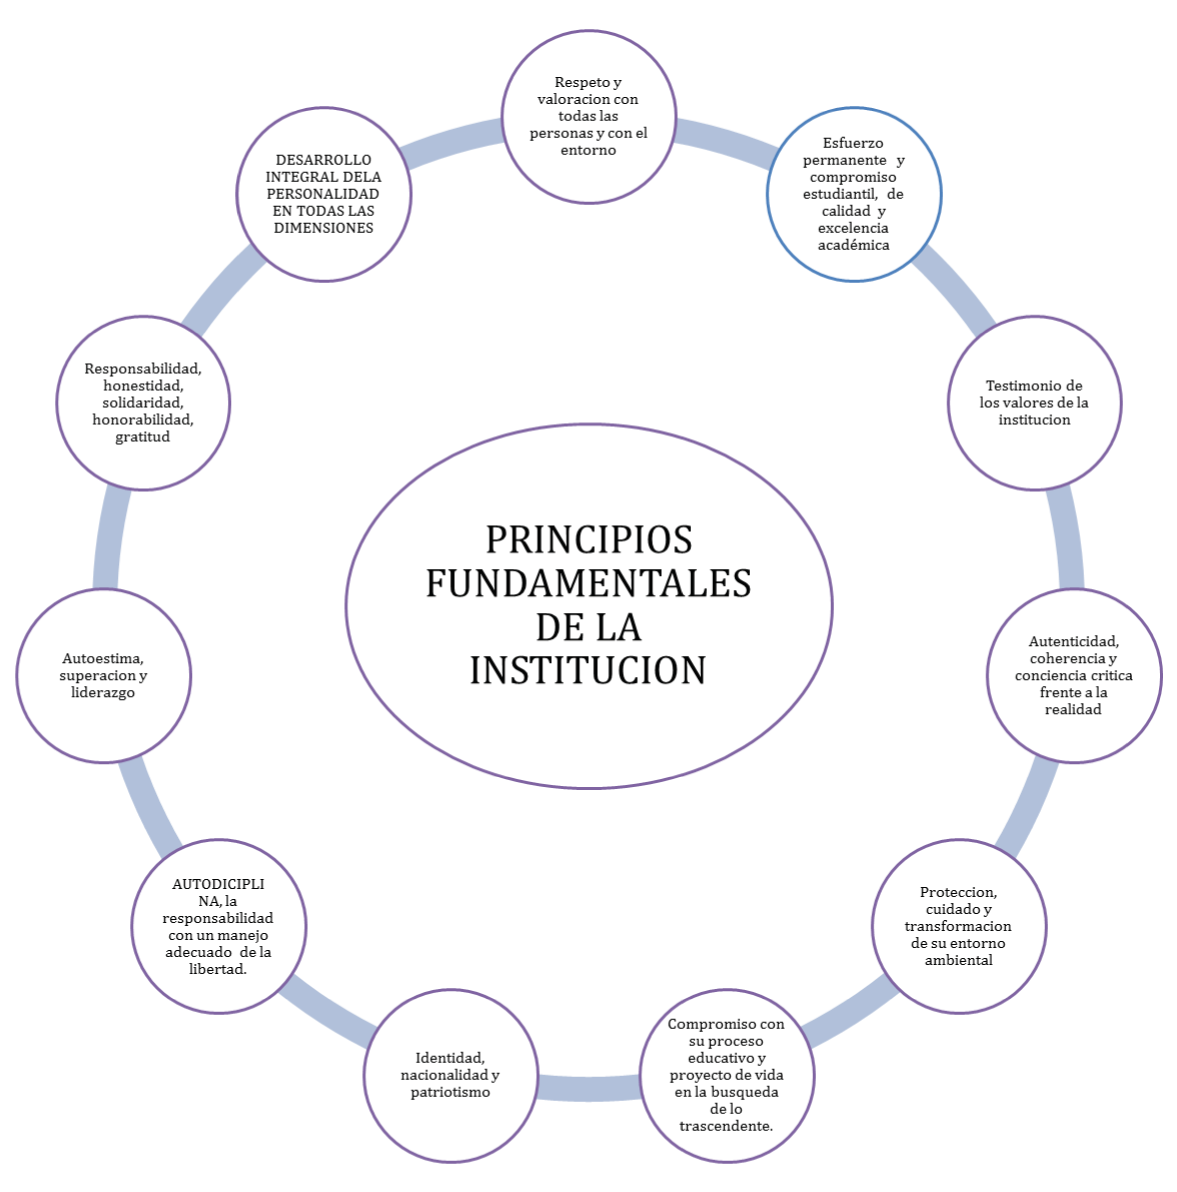 Respeto y
valoracion con
todas las
personas y con el
entorno
Esfuerzo
permanente y
compromiso
estudiantil, de
calidad y
excelencia
académica
Testimonio de
los valores de la
institucion
Autenticidad,
coherencia y
conciencia critica
frente a la
realidad
Proteccion,
cuidado y
transformacion
de su entorno
ambiental
Compromiso con
su proceso
educativo y
proyecto de vida
en la busqueda
de lo
trascendente.
Identidad,
nacionalidad y
patriotismo
AUTODICIPLI
NA, la
responsabilidad
con un manejo
adecuado de la
libertad.
Autoestima,
superacion y
liderazgo
Responsabilidad,
honestidad,
solidaridad,
honorabilidad,
gratitud
DESARROLLO
INTEGRAL DELA
PERSONALIDAD
EN TODAS LAS
DIMENSIONES
PRINCIPIOS
FUNDAMENTALES
DE LA
INSTITUCION